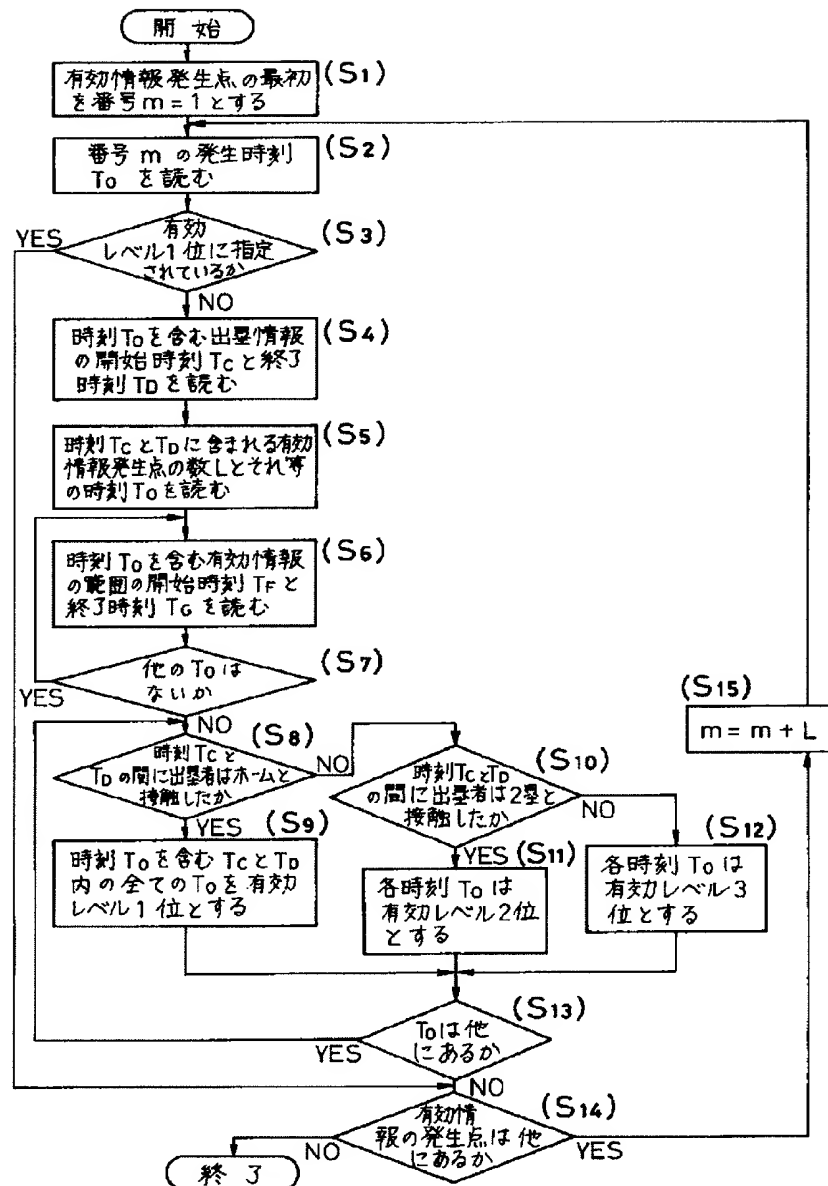 開始
有効情報発生点の最初
を番号m=1とする
(S1)
番号mの発生時刻
Toを読む
(S2)
有効
レベル1位に指定
されているか
(S3)
YES
NO
時刻Toを含む出塁情報
の開始時刻TCと終了
時刻TDを読む
(S4)
時刻TCとTDに含まれる有効
情報発生点の数Lとそれ等
の時刻Toを読む
(S5)
時刻Toを含む有効情報
の範囲の開始時刻TFと
終了時刻TGを読む
(S6)
他のToは
ないか
(S7)
YES
NO
時刻TCと
TDの間に出塁者はホームと
接触したか
(S8)
NO
YES
時刻Toを含むTCとTD
内の全てのToを有効
レベル1位とする
(S9)
時刻TCとTD
の間に出塁者は2塁と
接触したか
(S10)
NO
YES
各時刻Toは
有効レベル2位
とする
(S11)
各時刻Toは
有効レベル3
位とする
(S12)
Toは他
にあるか
(S13)
YES
NO
有効情
報の発生点は他
にあるか
(S14)
NO
YES
(S15)
m=m+L
終了